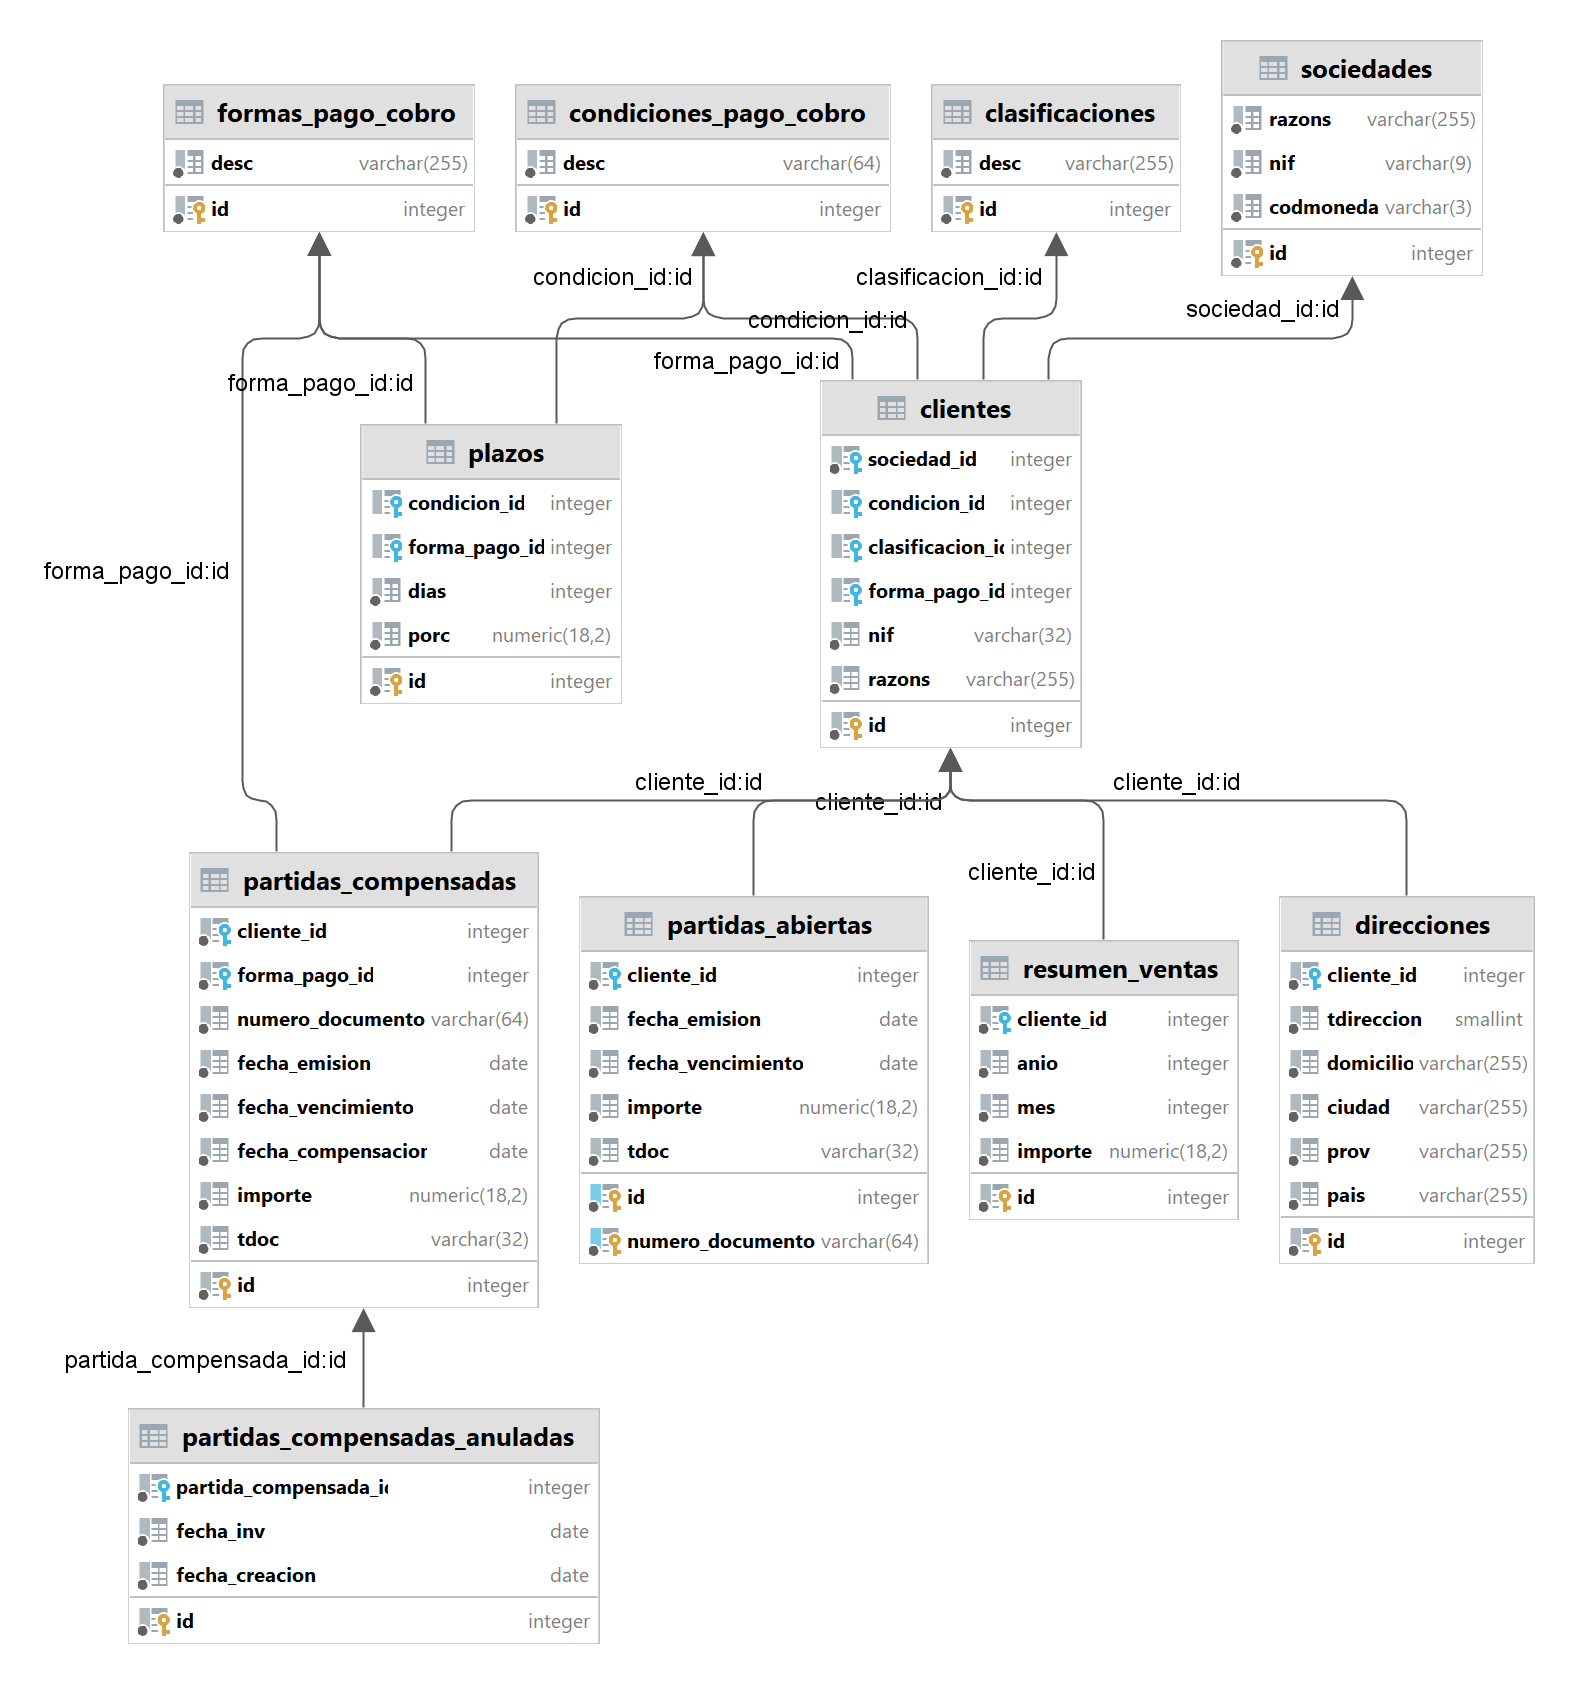 sociedades
razons varchar(255)
nif varchar(9)
codmoneda varchar(3)
id integer
formas_pago_cobro
desc varchar(255)
id integer
condiciones_pago_cobro
desc varchar(64)
id integer
clasificaciones
desc varchar(255)
id integer
condicion_id:id
clasificacion_id:id
sociedad_id:id
condicion_id:id
forma_pago_id:id
forma_pago_id:id
forma_pago_id:id
plazos
condicion_id integer
forma_pago_id integer
dias integer
porc numeric(18,2)
id integer
clientes
sociedad_id integer
condicion_id integer
clasificacion_id integer
forma_pago_id integer
nif varchar(32)
razons varchar(255)
id integer
cliente_id:id
cliente_id:id
cliente_id:id
cliente_id:id
partidas_compensadas
cliente_id integer
forma_pago_id integer
numero_documento varchar(64)
fecha_emision date
fecha_vencimiento date
fecha_compensacion date
importe numeric(18,2)
tdoc varchar(32)
id integer
partidas_abiertas
cliente_id integer
fecha_emision date
fecha_vencimiento date
importe numeric(18,2)
tdoc varchar(32)
id integer
numero_documento varchar(64)
resumen_ventas
cliente_id integer
anio integer
mes integer
importe numeric(18,2)
id integer
direcciones
cliente_id integer
tdireccion smallint
domicilio varchar(255)
ciudad varchar(255)
prov varchar(255)
pais varchar(255)
id integer
partida_compensada_id:id
partidas_compensadas_anuladas
partida_compensada_id integer
fecha_inv date
fecha_creacion date
id integer